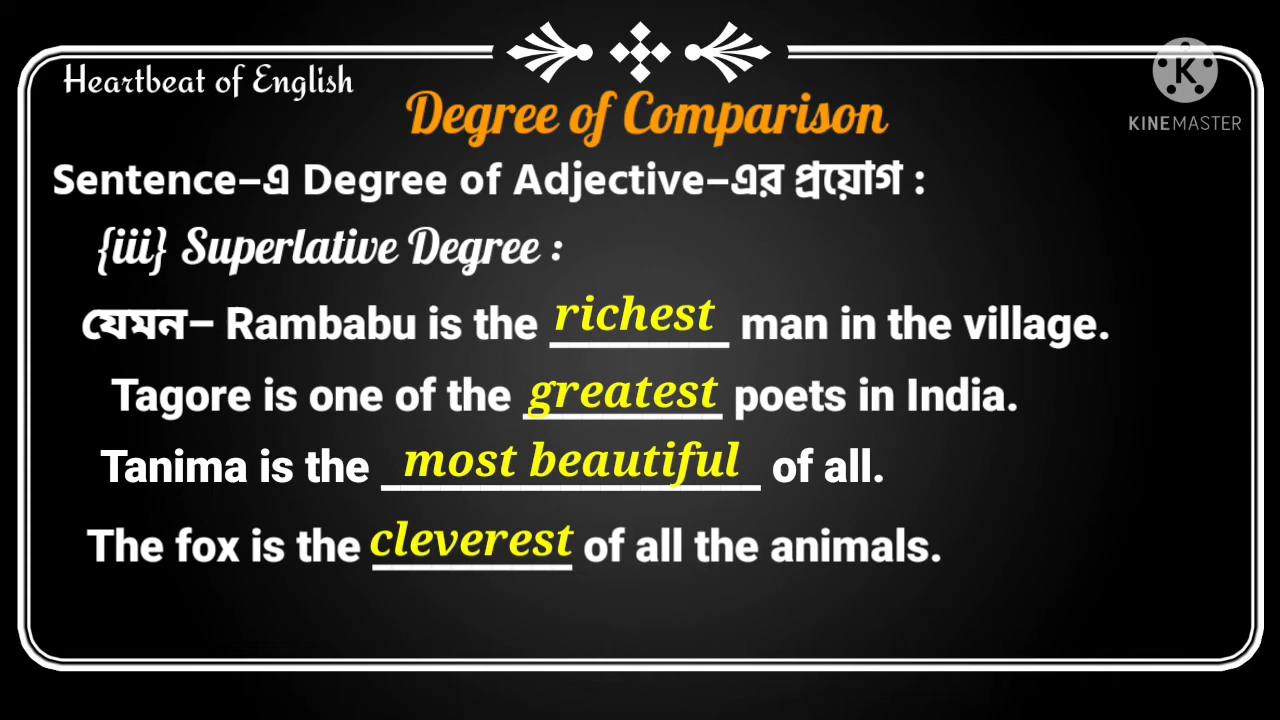 Heartbeat of English
KINEMASTER
Degree of Comparison
Sentence–এ Degree of Adjective–এর প্রয়োগ :
{iii} Superlative Degree :
যেমন– Rambabu is the richest man in the village.
Tagore is one of the greatest poets in India.
Tanima is the most beautiful of all.
The fox is the cleverest of all the animals.